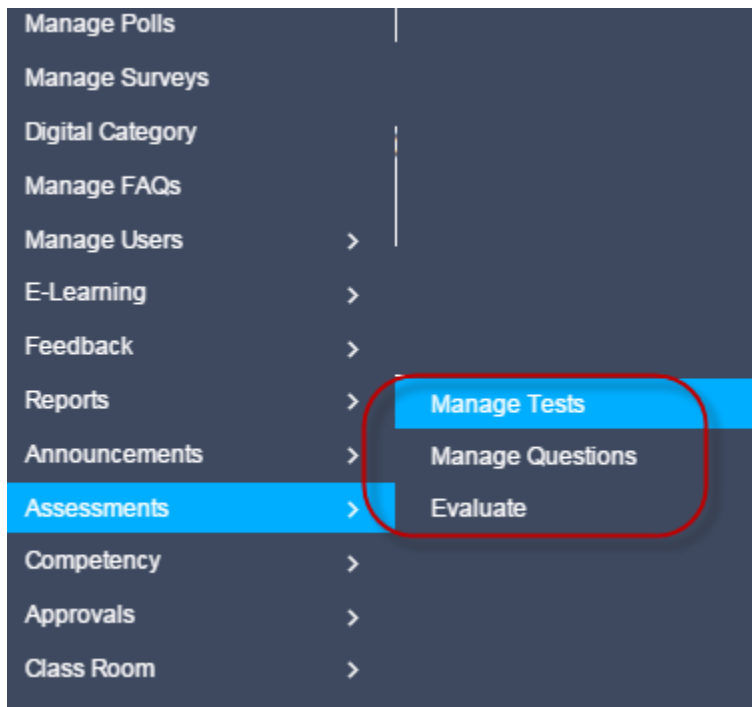 Manage Polls
Manage Surveys
Digital Category
Manage FAQs
Manage Users
E-Learning
Feedback
Reports
Announcements
Assessments
Competency
Approvals
Class Room
Manage Tests
Manage Questions
Evaluate